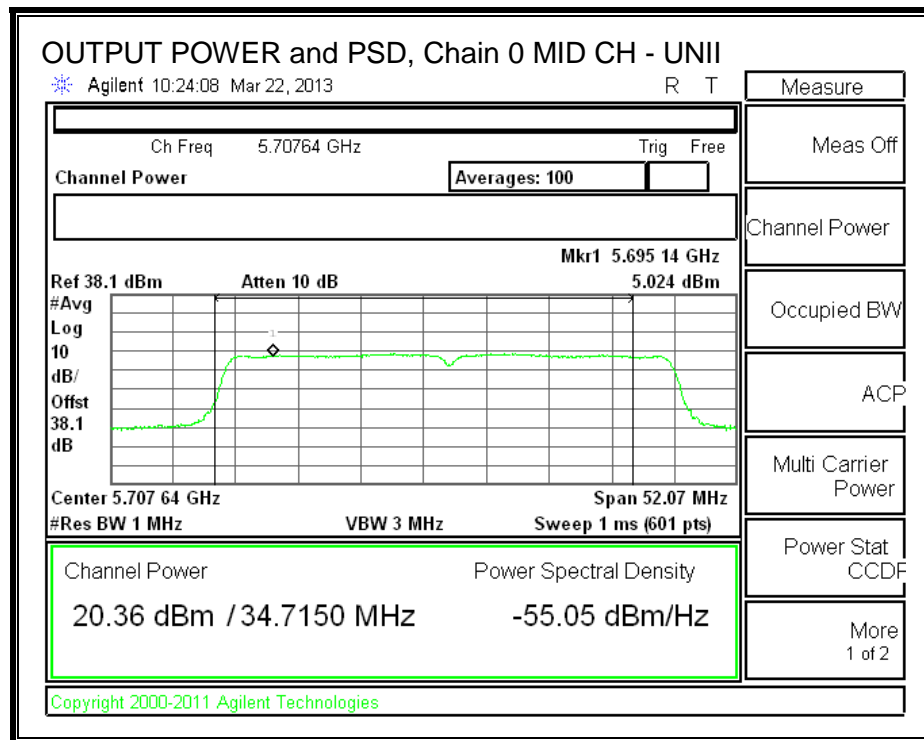 OUTPUT POWER and PSD, Chain 0 MID CH - UNII
Agilent 10:24:08 Mar 22, 2013 R T
Measure
Ch Freq 5.70764 GHz Trig Free
Channel Power Averages: 100
Mkr1 5.695 14 GHz
Ref 38.1 dBm Atten 10 dB 5.024 dBm
#Avg
Log
10
dB/
Offst
38.1
dB
1
Center 5.707 64 GHz Span 52.07 MHz
#Res BW 1 MHz VBW 3 MHz Sweep 1 ms (601 pts)
Channel Power Power Spectral Density
20.36 dBm / 34.7150 MHz -55.05 dBm/Hz
Meas Off
Channel Power
Occupied BW
ACP
Multi Carrier
Power
Power Stat
CCDF
More
1 of 2
Copyright 2000-2011 Agilent Technologies